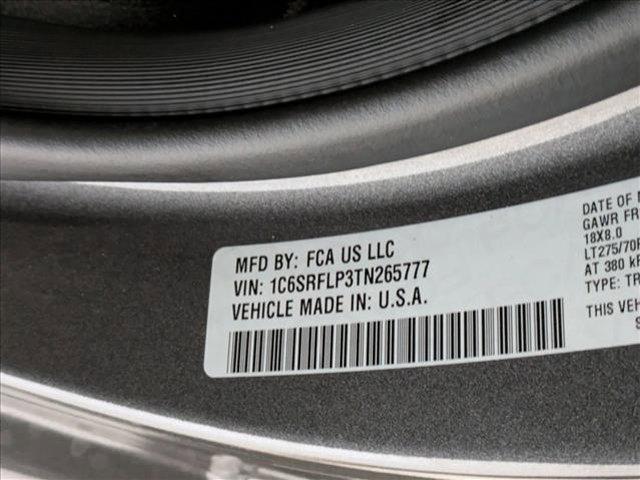 MFD BY: FCA US LLC
VIN: 1C6SRFLP3TN265777
VEHICLE MADE IN: U.S.A.
DATE OF
GAWR
18X8.0
LT275/70
AT 380
TYPE:
THIS